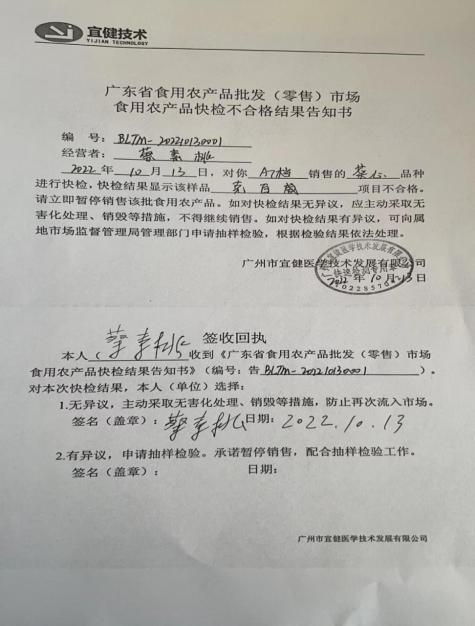 宜健技术
YIJIAN TECHNOLOGY
广东省食用农产品批发（零售）市场
食用农产品快检不合格结果告知书
编 号：BLTM-202210130001
经营者：蔡素桃
2022年10月13日，对你 A7档 销售的 菜心 品种
进行快检，快检结果显示该样品 克百威 项目不合格。
请立即暂停销售该批食用农产品。如对快检结果无异议，应主动采取无
害化处理、销毁等措施，不得继续销售。如对快检结果有异议，可向属
地市场监督管理局管理部门申请抽样检验，根据检验结果依法处理。
广州市宜健医学技术发展有限公司
2022年10月13日
签收回执
本人（ 蔡素桃 收到《广东省食用农产品批发（零售）市场
食用农产品快检结果告知书》（编号：告 BLTM-202210130001 ）。
对本次快检结果，本人（单位）选择：
1.无异议，主动采取无害化处理、销毁等措施，防止再次流入市场。
签名（盖章）：蔡素桃 日期：2022.10.13
2.有异议，申请抽样检验。承诺暂停销售，配合抽样检验工作。
签名（盖章）： 日期：
广州市宜健医学技术发展有限公司